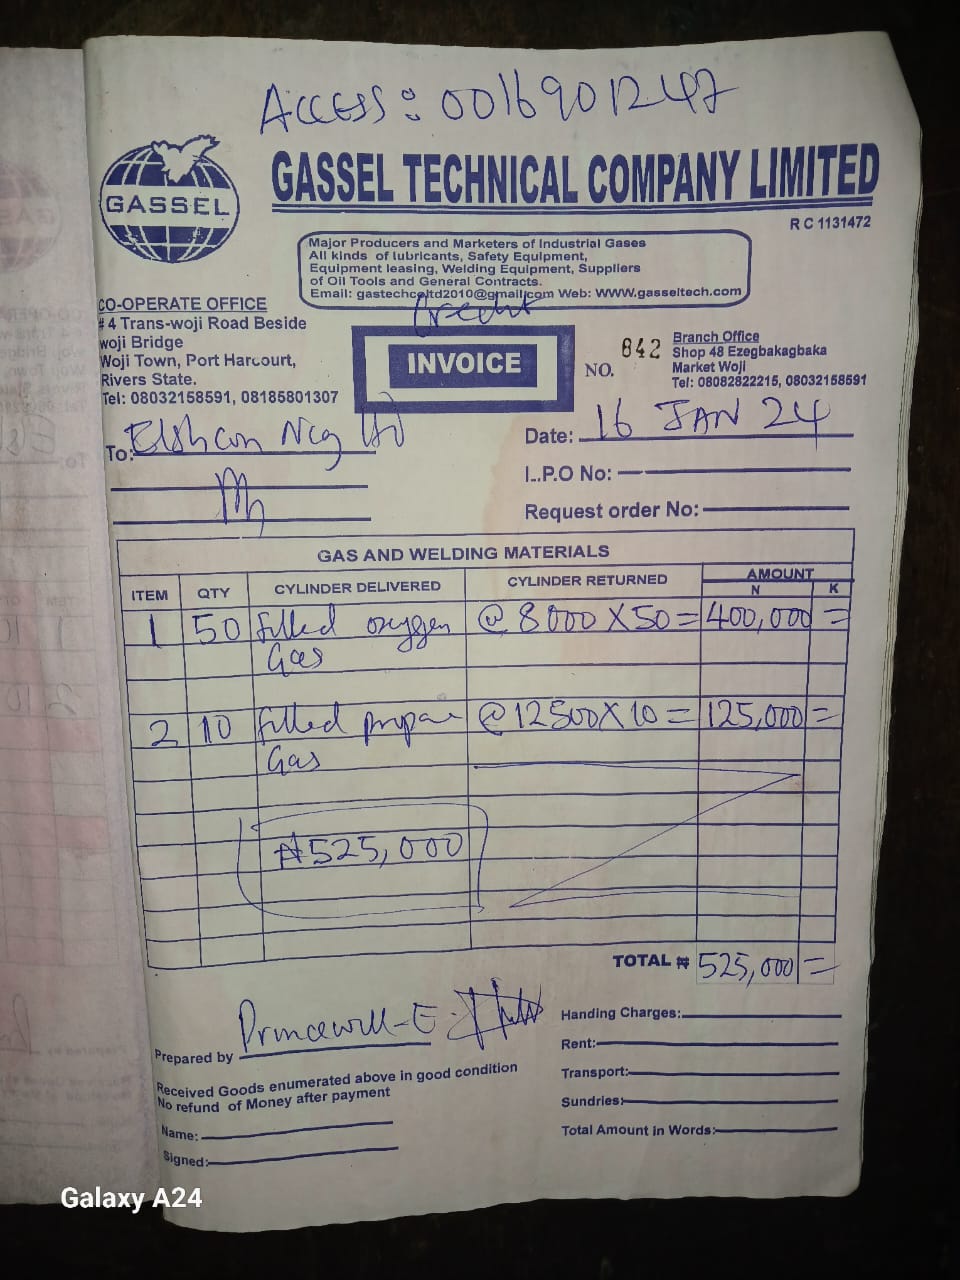 Access: 0016901247
GASSEL
GASSEL TECHNICAL COMPANY LIMITED
RC 1131472
Major Producers and Marketers of Industrial Gases
All kinds of lubricants, Safety Equipment,
Equipment leasing, Welding Equipment, Suppliers
of Oil Tools and General Contracts.
Email: gastechcoltd2010@gmail.com Web: WWW.gasseltech.com
CO-OPERATE OFFICE
# 4 Trans-woji Road Beside
woji Bridge
Woji Town, Port Harcourt,
Rivers State.
Tel: 08032158591, 08185801307
Credit
INVOICE
NO. 642
Branch Office
Shop 48 Ezegbakagbaka
Market Woji
Tel: 08082822215, 08032158591
To: Elshcon Nig Ltd
Date: 16 JAN 24
L.P.O No:
Request order No:
GAS AND WELDING MATERIALS
ITEM QTY CYLINDER DELIVERED CYLINDER RETURNED AMOUNT
N K
1 50 filled oxygen @ 8000 X 50 = 400,000 =
Gas
2 10 filled propane @ 12500 X 10 = 125,000 =
Gas
₦525,000
TOTAL ₦ 525,000 =
Prepared by Princewill-E.
Received Goods enumerated above in good condition
No refund of Money after payment
Name:
Signed:
Handing Charges:
Rent:
Transport:
Sundries:
Total Amount in Words:
Galaxy A24